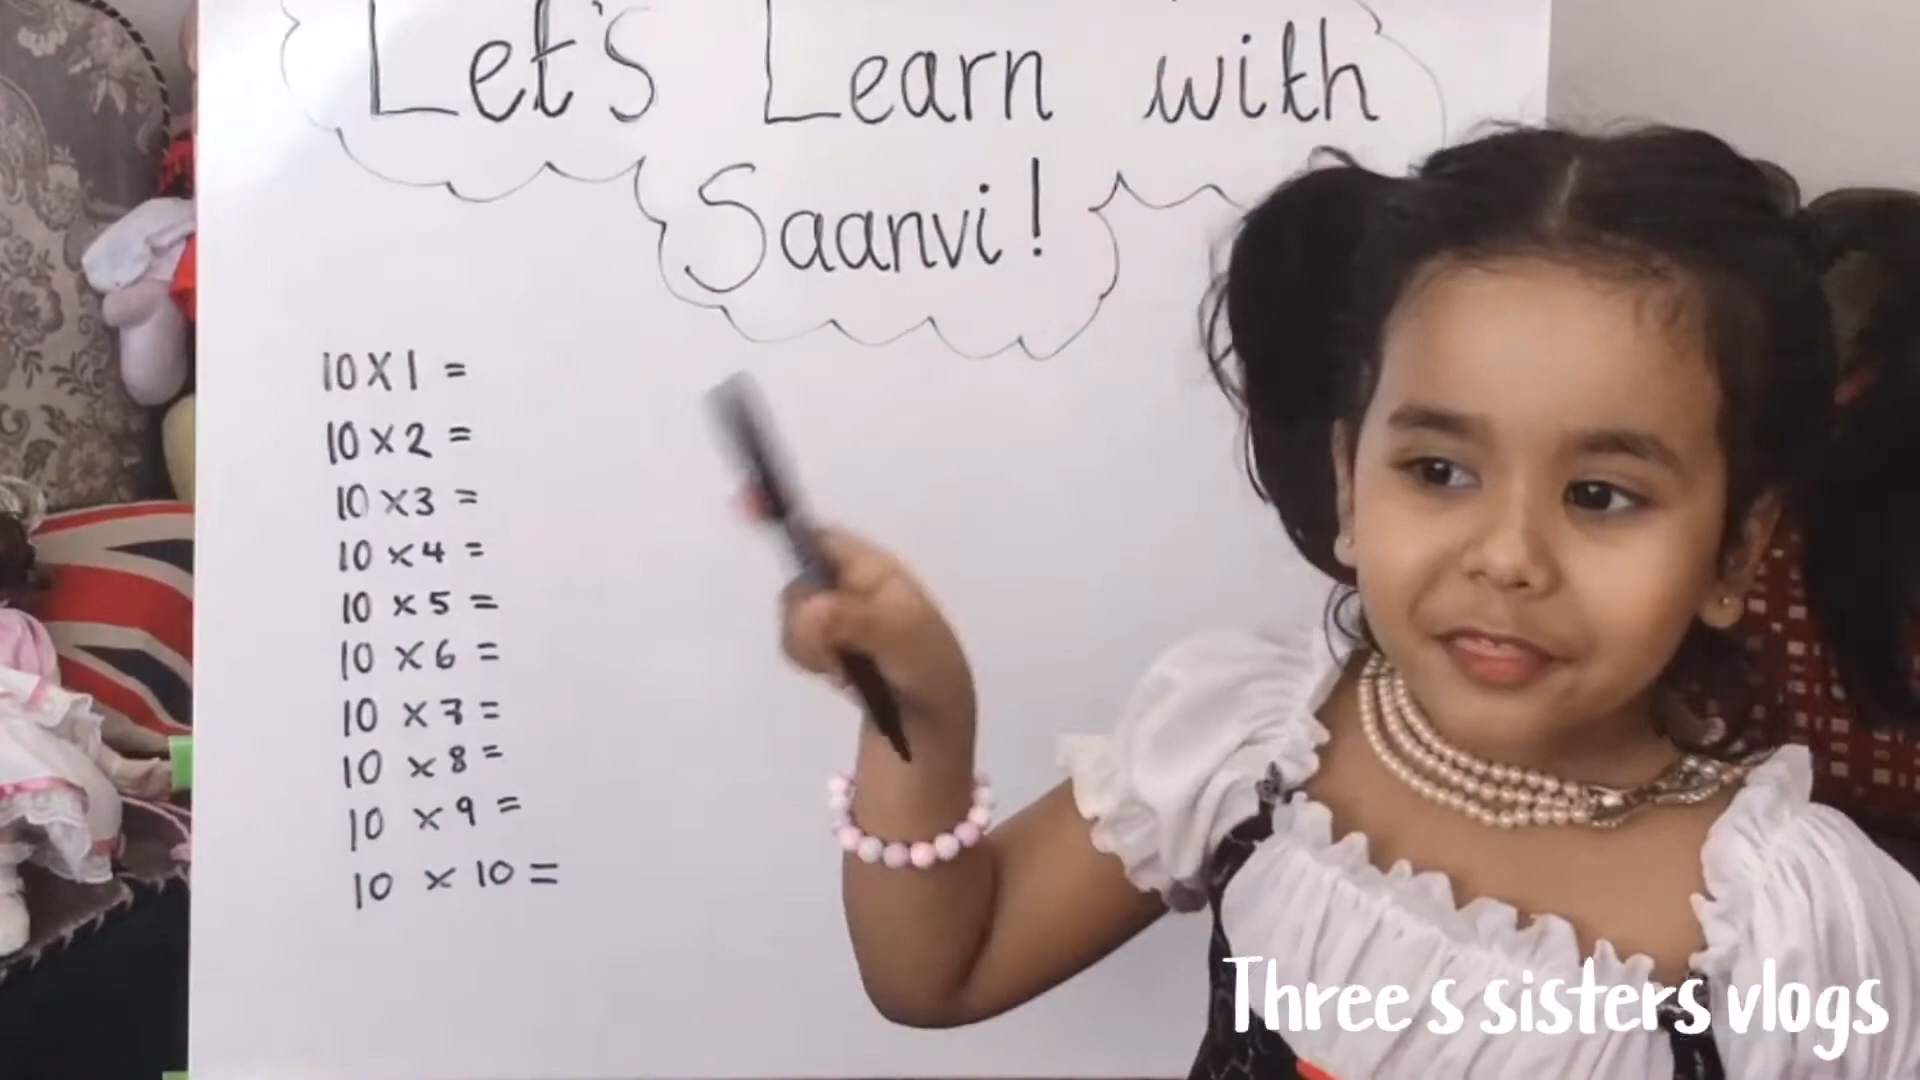 Let's Learn with
Saanvi!
10 X 1 =
10 x 2 =
10 x 3 =
10 x 4 =
10 x 5 =
10 x 6 =
10 x 7 =
10 x 8 =
10 x 9 =
10 x 10 =
Three s sisters vlogs